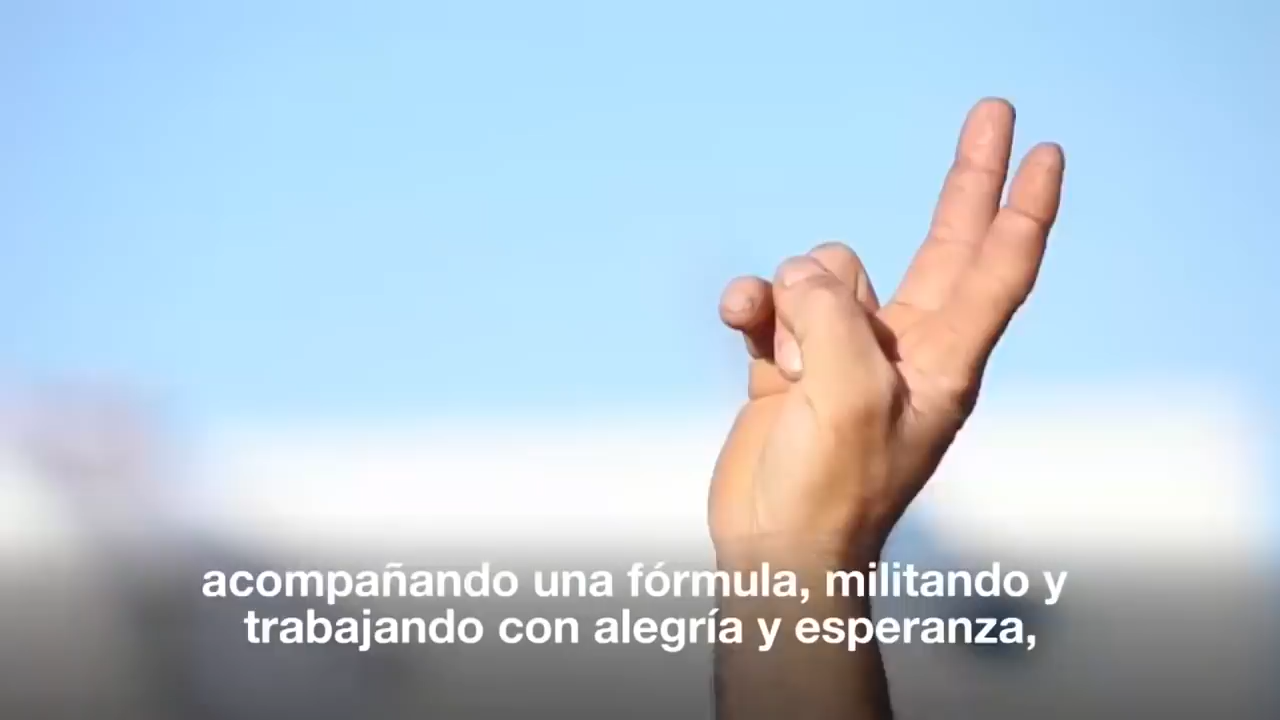 acompañando una fórmula, militando y
trabajando con alegría y esperanza,